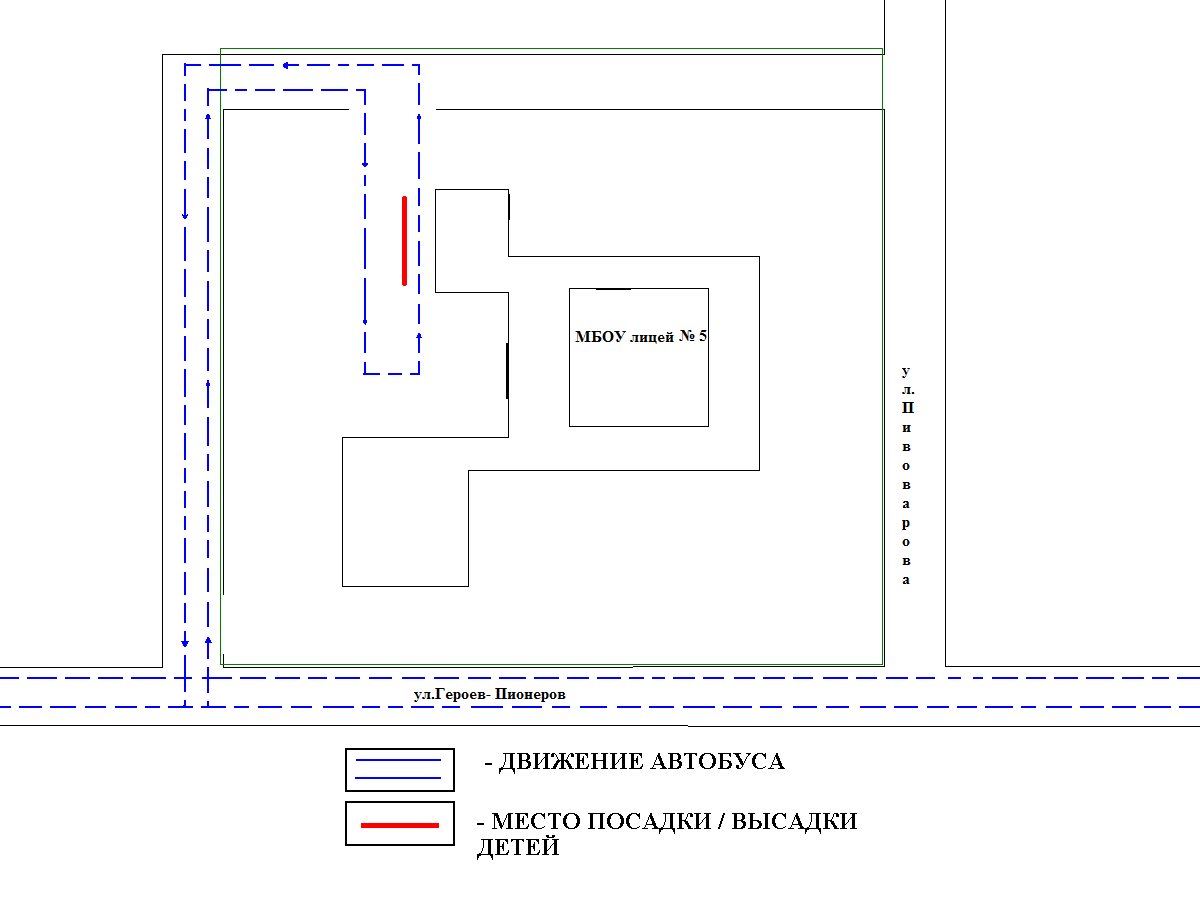 МБОУ лицей № 5
ул.Пивоварова
ул.Героев- Пионеров
- ДВИЖЕНИЕ АВТОБУСА
- МЕСТО ПОСАДКИ / ВЫСАДКИ
ДЕТЕЙ